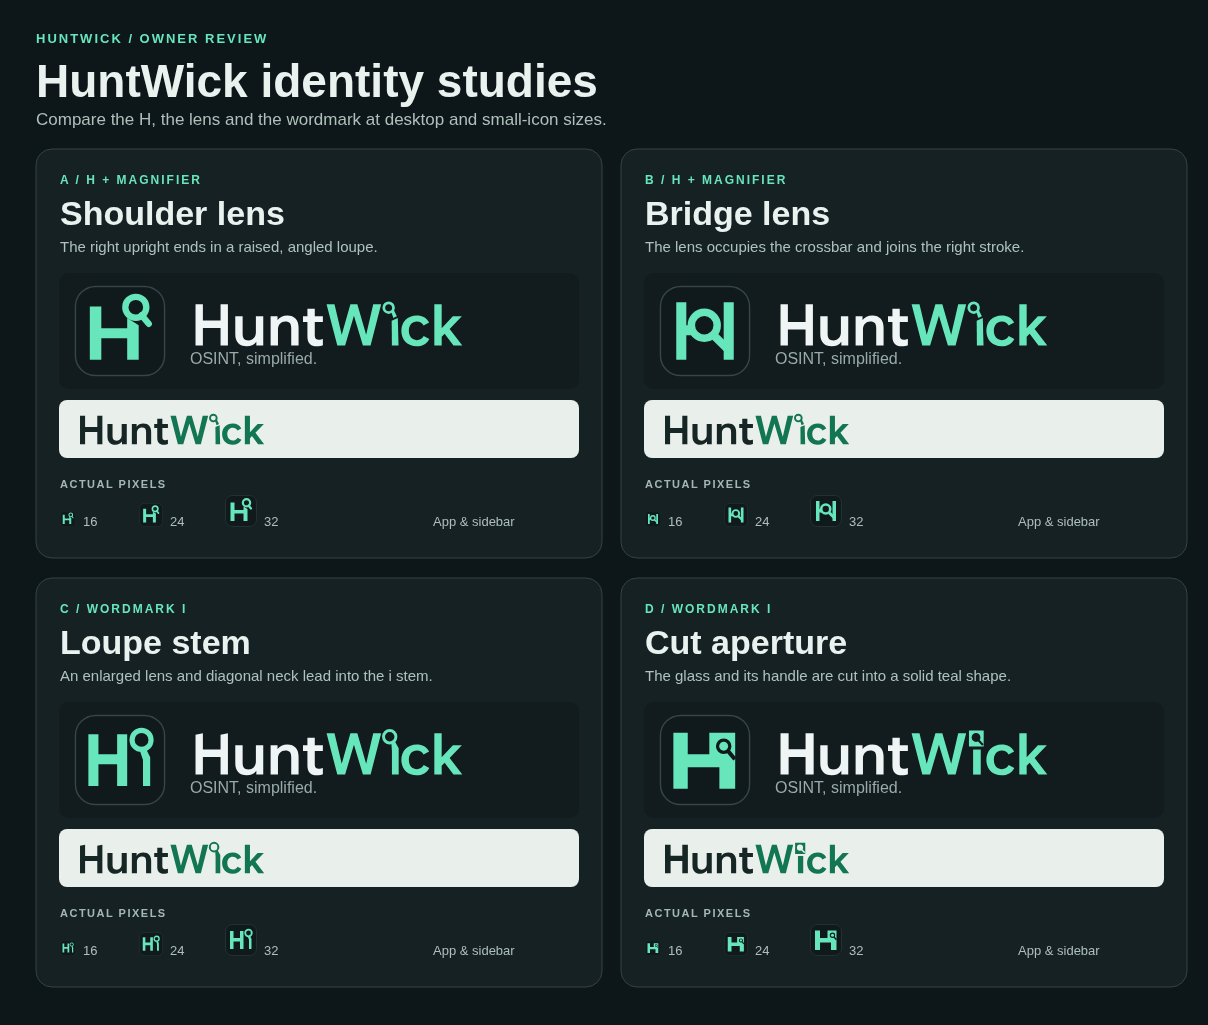 HUNTWICK / OWNER REVIEW
HuntWick identity studies
Compare the H, the lens and the wordmark at desktop and small-icon sizes.
A / H + MAGNIFIER
Shoulder lens
The right upright ends in a raised, angled loupe.
H
HuntWick
OSINT, simplified.
HuntWick
ACTUAL PIXELS
H 16 H 24 H 32 App & sidebar
B / H + MAGNIFIER
Bridge lens
The lens occupies the crossbar and joins the right stroke.
H
HuntWick
OSINT, simplified.
HuntWick
ACTUAL PIXELS
H 16 H 24 H 32 App & sidebar
C / WORDMARK I
Loupe stem
An enlarged lens and diagonal neck lead into the i stem.
Hi
HuntWick
OSINT, simplified.
HuntWick
ACTUAL PIXELS
Hi 16 Hi 24 Hi 32 App & sidebar
D / WORDMARK I
Cut aperture
The glass and its handle are cut into a solid teal shape.
H
HuntWick
OSINT, simplified.
HuntWick
ACTUAL PIXELS
H 16 H 24 H 32 App & sidebar